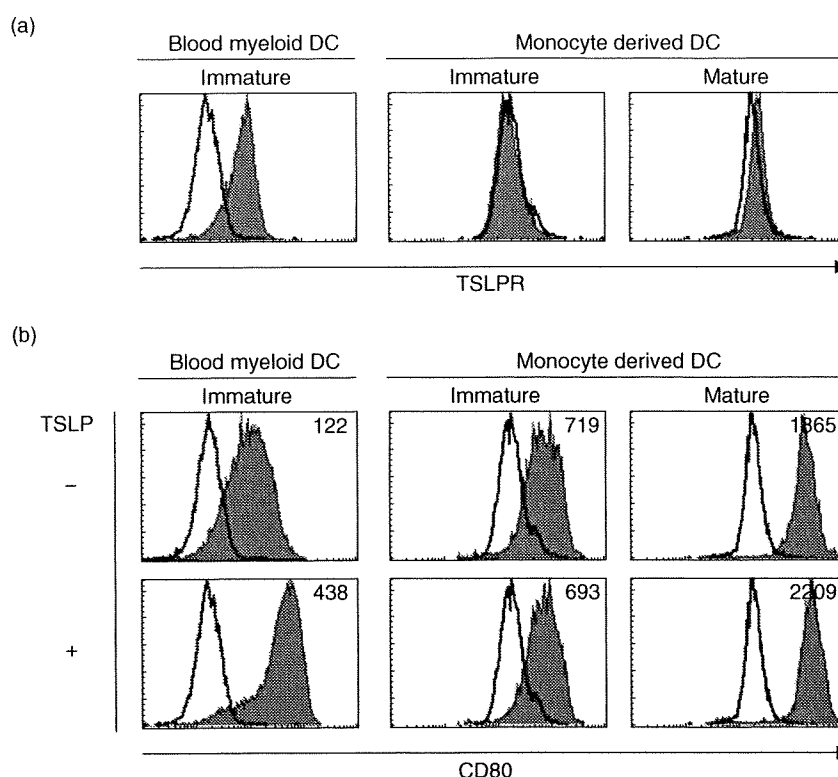 (a)
Blood myeloid DC Monocyte derived DC
Immature Immature Mature
TSLPR
(b)
Blood myeloid DC Monocyte derived DC
Immature Immature Mature
TSLP
122 719 1865
–
438 693 2209
+
CD80